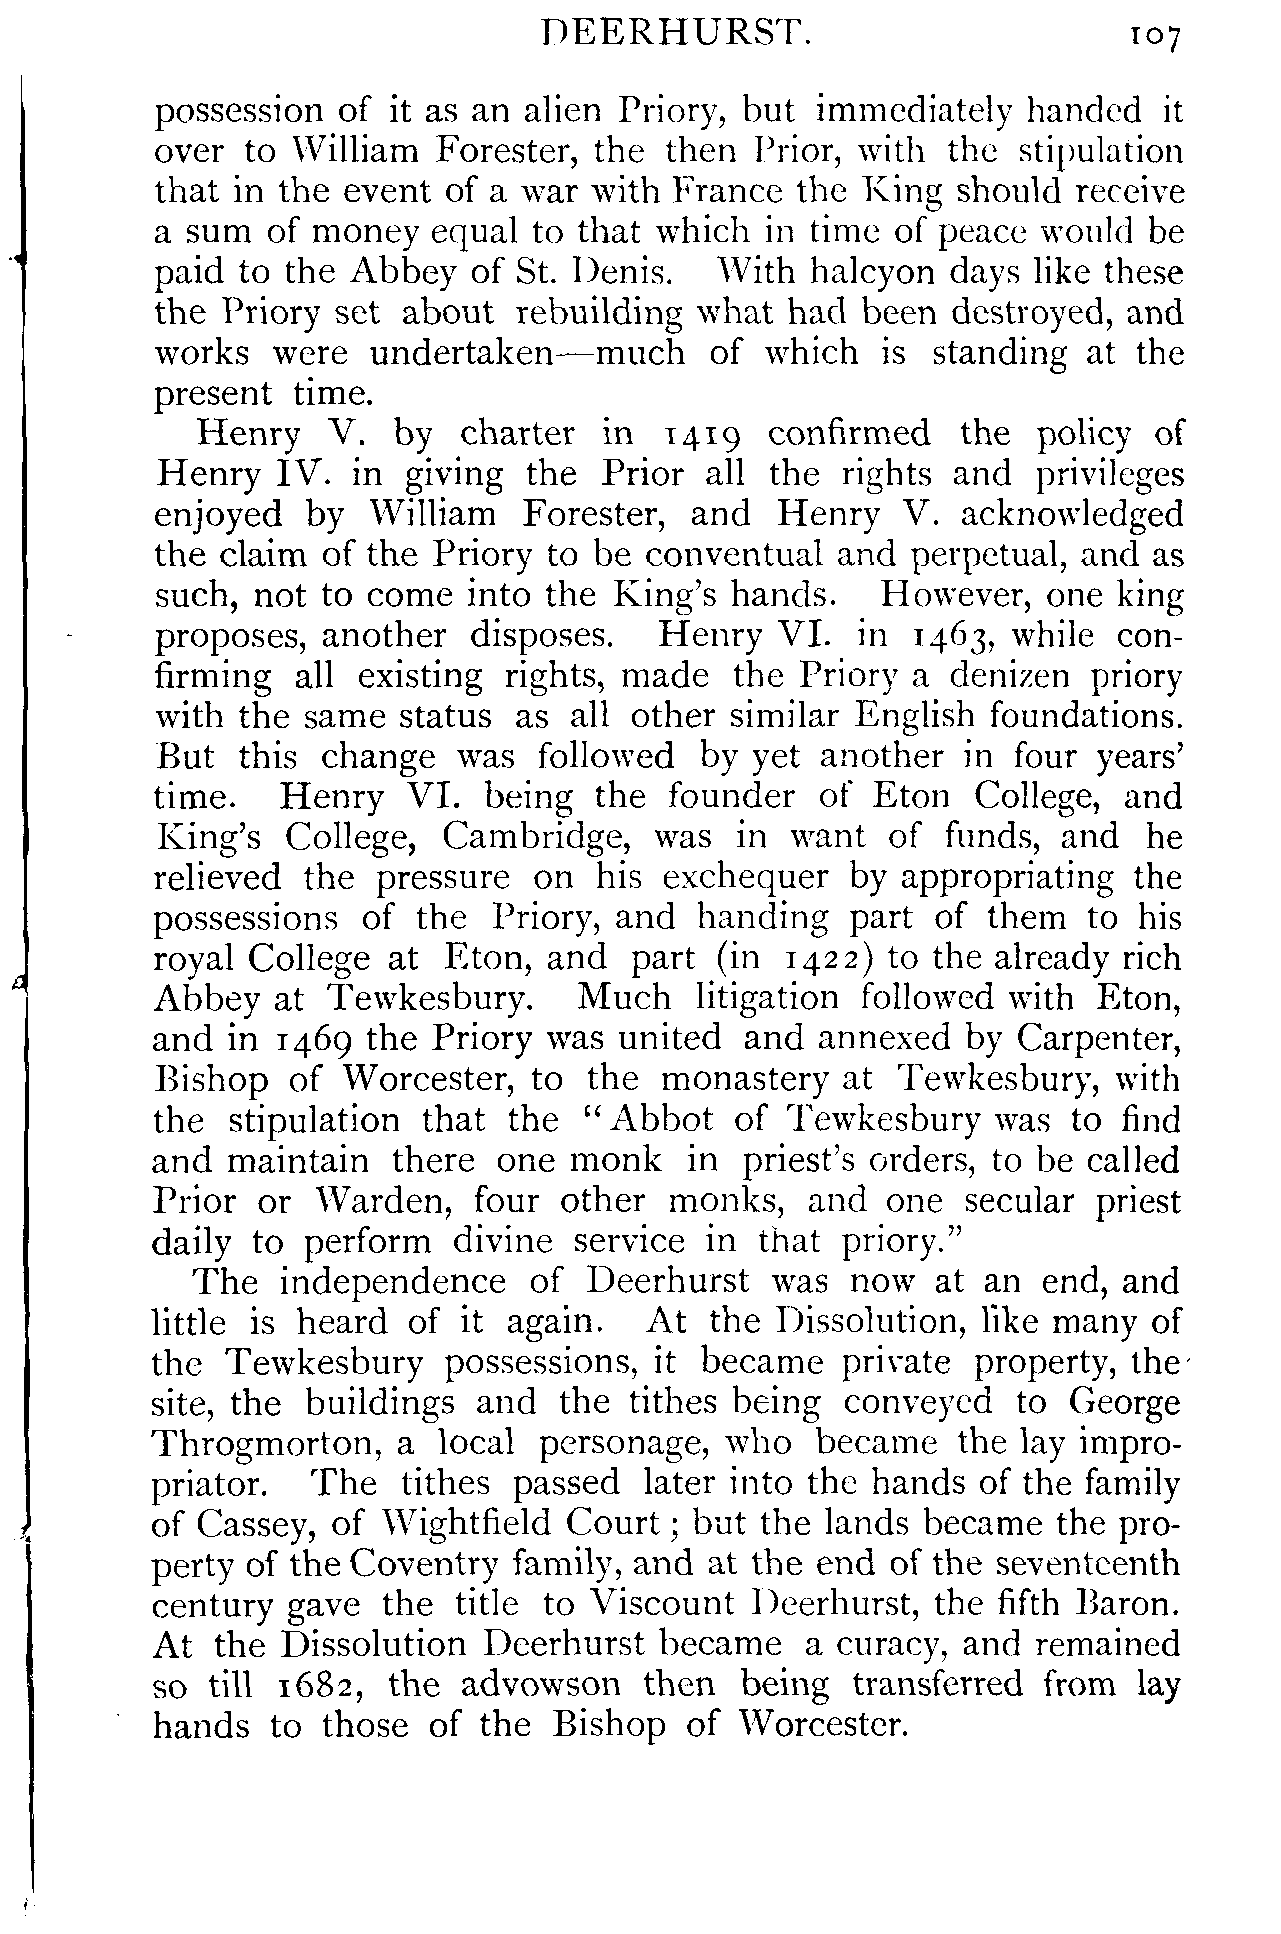 DEERHURST. 107
possession of it as an alien Priory, but immediately handed it
over to William Forester, the then Prior, with the stipulation
that in the event of a war with France the King should receive
a sum of money equal to that which in time of peace would be
paid to the Abbey of St. Denis. With halcyon days like these
the Priory set about rebuilding what had been destroyed, and
works were undertaken—much of which is standing at the
present time.
Henry V. by charter in 1419 confirmed the policy of
Henry IV. in giving the Prior all the rights and privileges
enjoyed by William Forester, and Henry V. acknowledged
the claim of the Priory to be conventual and perpetual, and as
such, not to come into the King's hands. However, one king
proposes, another disposes. Henry VI. in 1463, while con-
firming all existing rights, made the Priory a denizen priory
with the same status as all other similar English foundations.
But this change was followed by yet another in four years'
time. Henry VI. being the founder of Eton College, and
King's College, Cambridge, was in want of funds, and he
relieved the pressure on his exchequer by appropriating the
possessions of the Priory, and handing part of them to his
royal College at Eton, and part (in 1422) to the already rich
Abbey at Tewkesbury. Much litigation followed with Eton,
and in 1469 the Priory was united and annexed by Carpenter,
Bishop of Worcester, to the monastery at Tewkesbury, with
the stipulation that the "Abbot of Tewkesbury was to find
and maintain there one monk in priest's orders, to be called
Prior or Warden, four other monks, and one secular priest
daily to perform divine service in that priory."
The independence of Deerhurst was now at an end, and
little is heard of it again. At the Dissolution, like many of
the Tewkesbury possessions, it became private property, the
site, the buildings and the tithes being conveyed to George
Throgmorton, a local personage, who became the lay impro-
priator. The tithes passed later into the hands of the family
of Cassey, of Wightfield Court; but the lands became the pro-
perty of the Coventry family, and at the end of the seventeenth
century gave the title to Viscount Deerhurst, the fifth Baron.
At the Dissolution Deerhurst became a curacy, and remained
so till 1682, the advowson then being transferred from lay
hands to those of the Bishop of Worcester.